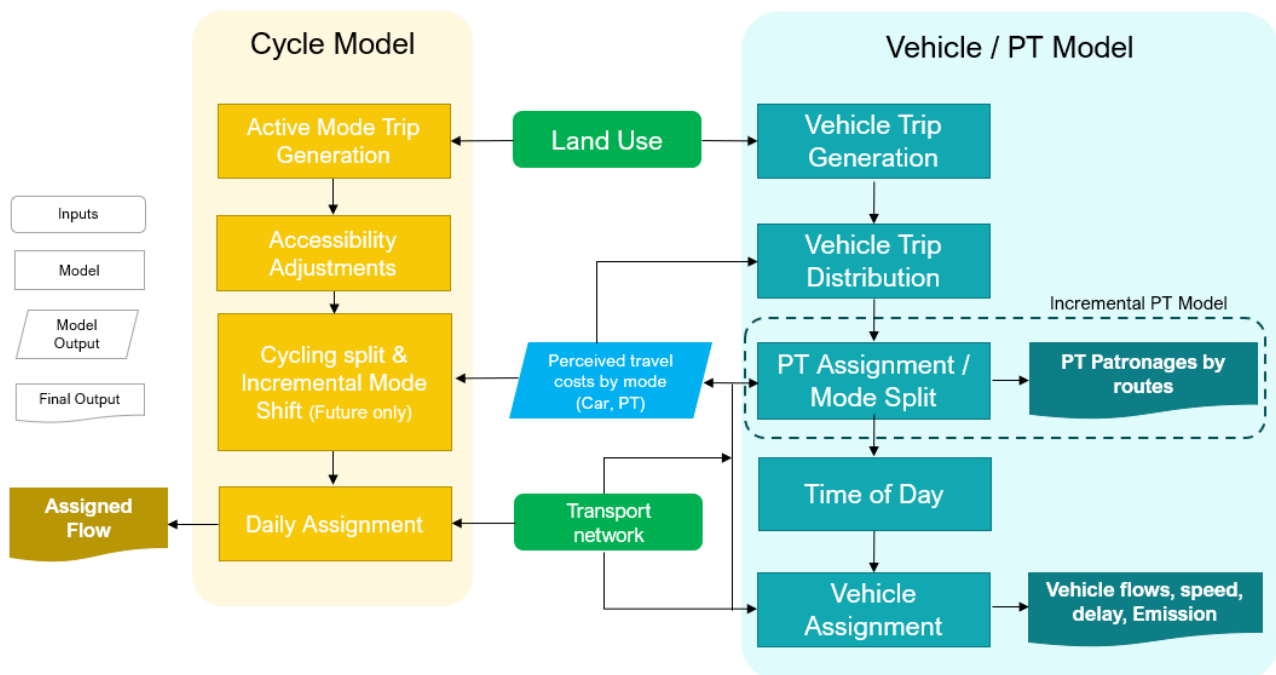 Cycle Model
Active Mode Trip
Generation
Accessibility
Adjustments
Cycling split &
Incremental Mode
Shift (Future only)
Daily Assignment
Assigned
Flow
Inputs
Model
Model
Output
Final Output
Land Use
Perceived travel
costs by mode
(Car, PT)
Transport
network
Vehicle / PT Model
Vehicle Trip
Generation
Vehicle Trip
Distribution
Incremental PT Model
PT Assignment /
Mode Split
PT Patronages by
routes
Time of Day
Vehicle
Assignment
Vehicle flows, speed,
delay, Emission